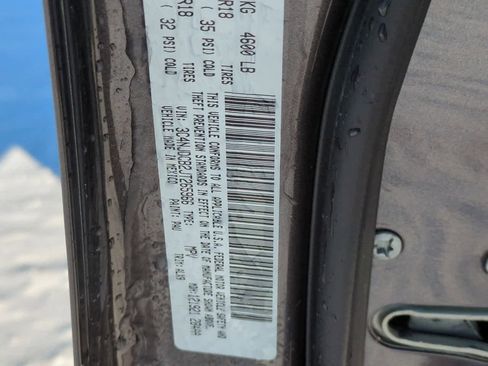 KG 4600 LB
R18 TIRES
( 35 PSI) COLD
R18 TIRES
( 32 PSI) COLD
THIS VEHICLE CONFORMS TO ALL APPLICABLE U.S.A. FEDERAL MOTOR VEHICLE SAFETY AND
THEFT PREVENTION STANDARDS IN EFFECT ON THE DATE OF MANUFACTURE SHOWN ABOVE.
VIN: 3C4NJDCB2JT265986 TYPE: MPV
VEHICLE MADE IN MEXICO PAINT: PAU TRIM: